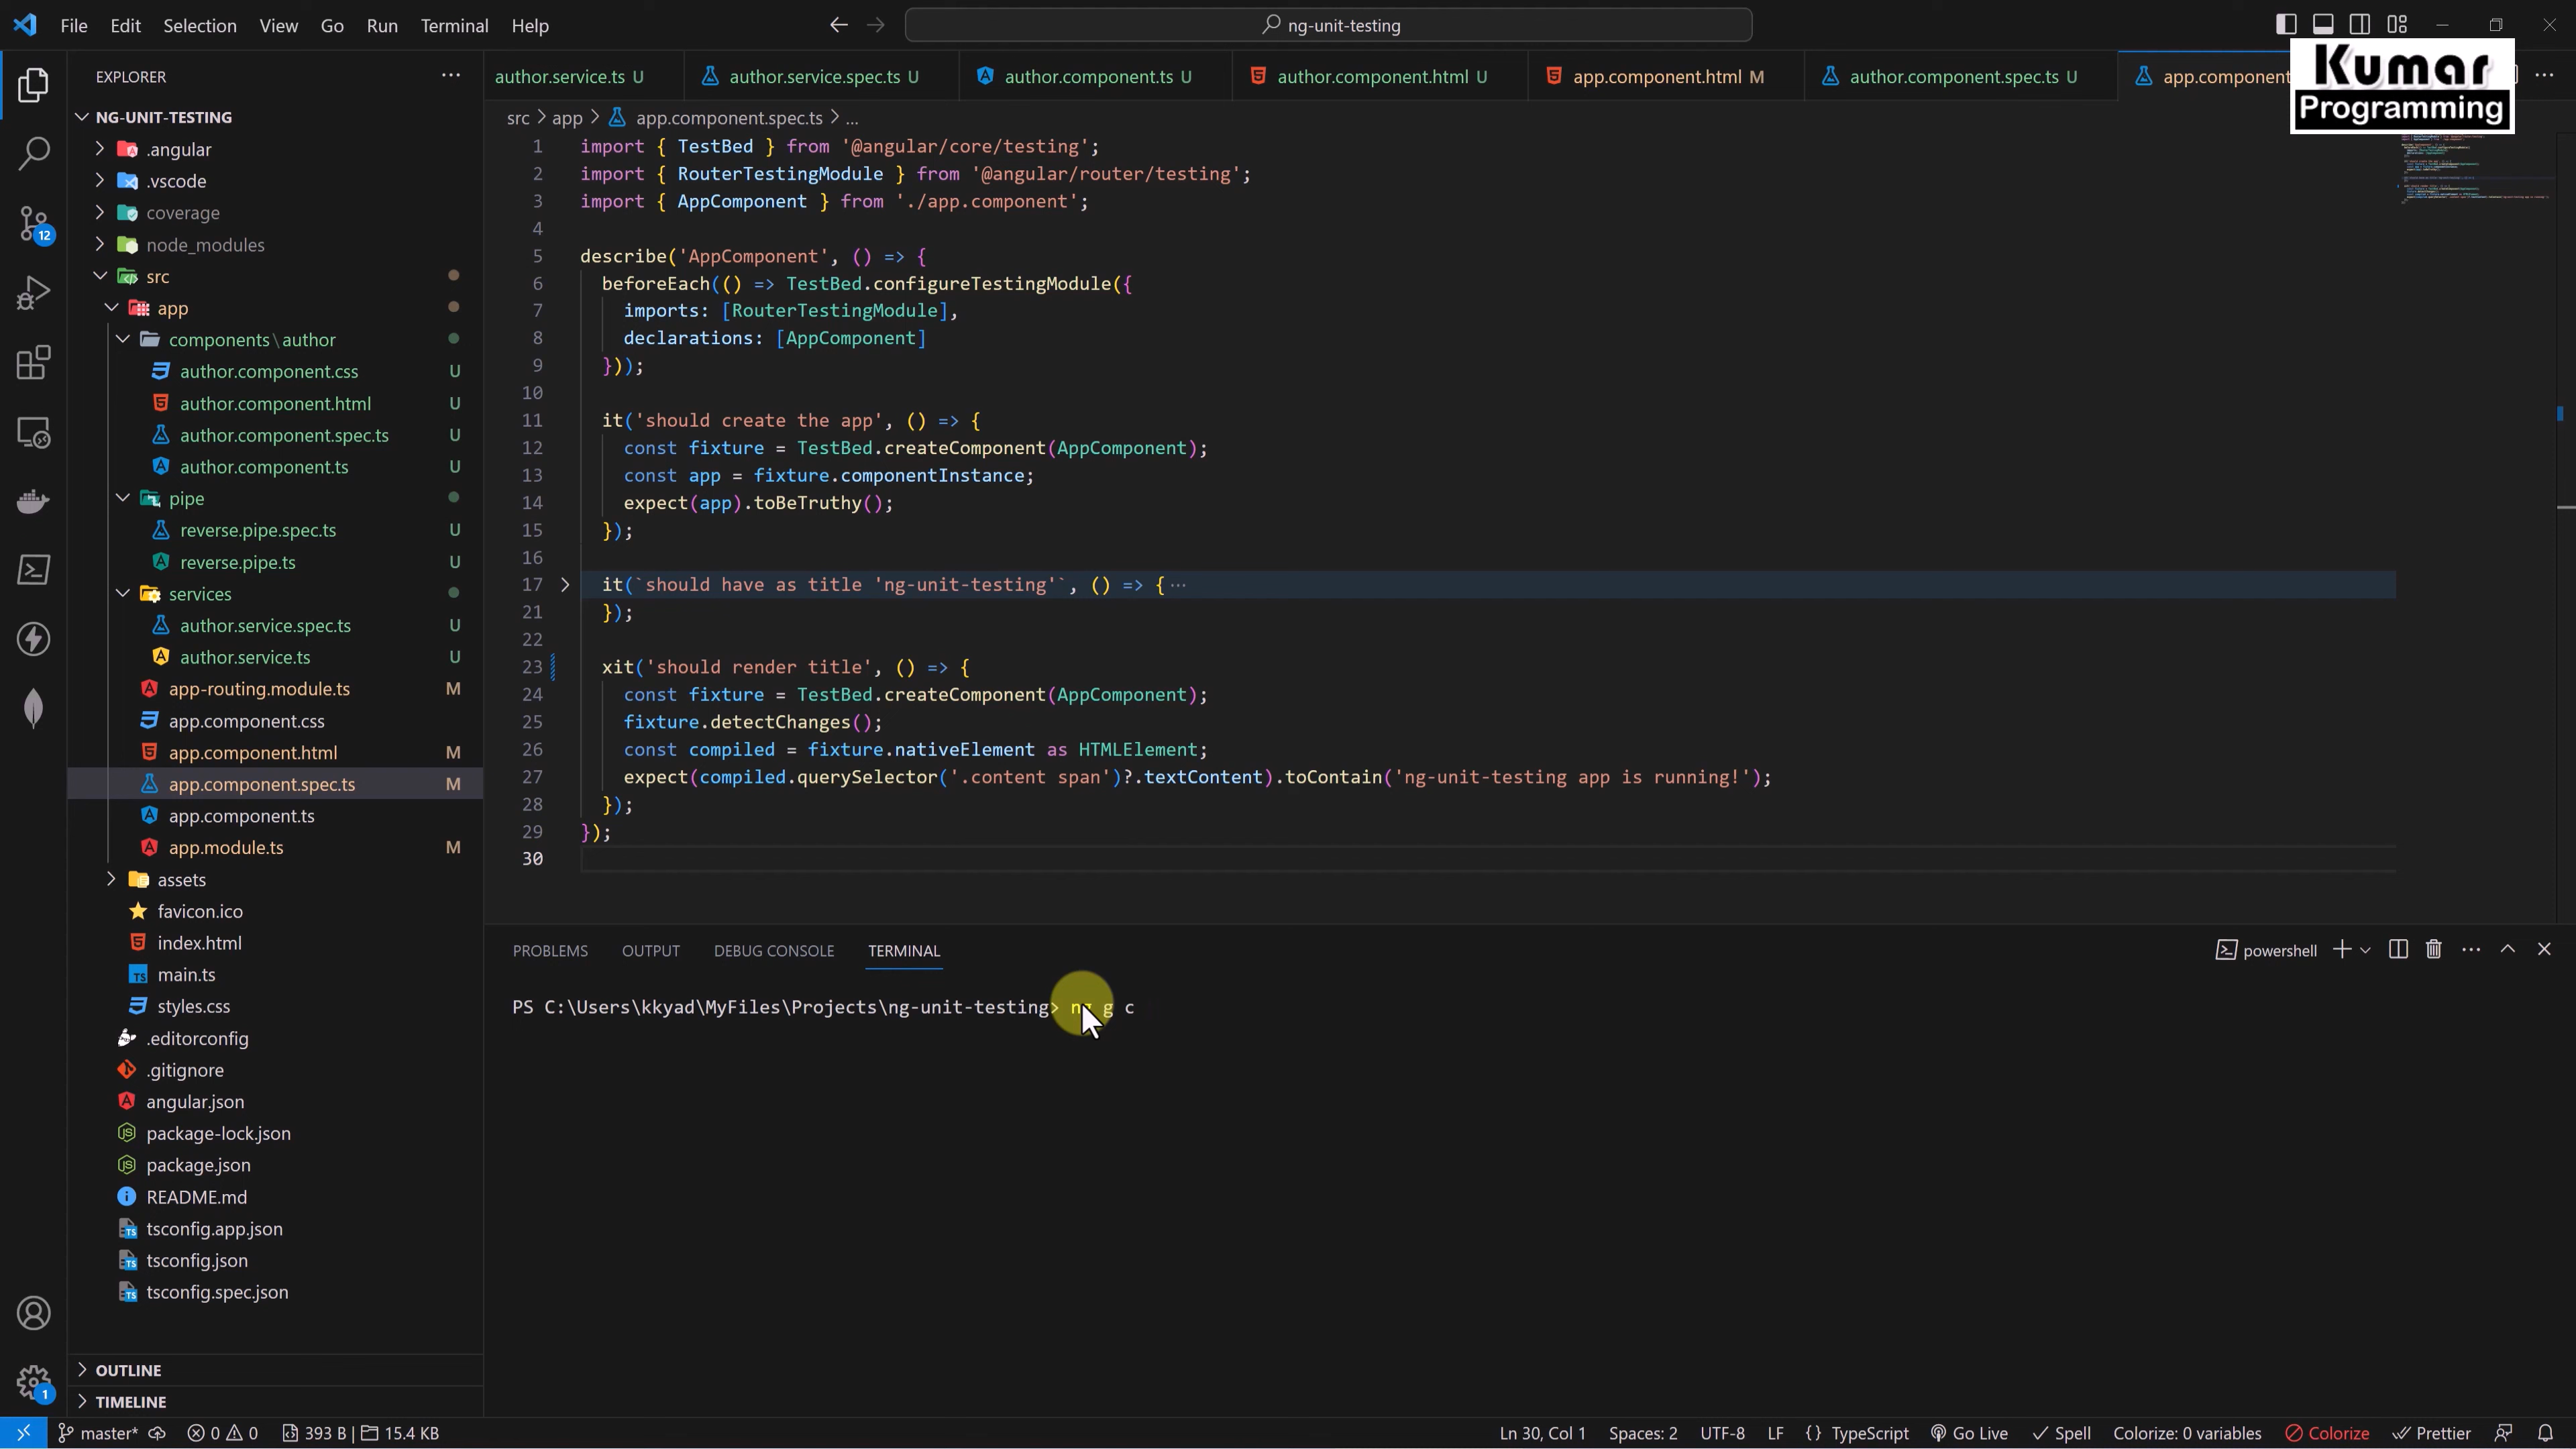 File Edit Selection View Go Run Terminal Help
ng-unit-testing
Kumar
Programming
EXPLORER
author.service.ts U
author.service.spec.ts U
author.component.ts U
author.component.html U
app.component.html M
author.component.spec.ts U
app.component
src > app > app.component.spec.ts > ...
NG-UNIT-TESTING
.angular
.vscode
coverage
node_modules
src
app
components\author
author.component.css U
author.component.html U
author.component.spec.ts U
author.component.ts U
pipe
reverse.pipe.spec.ts U
reverse.pipe.ts U
services
author.service.spec.ts U
author.service.ts U
app-routing.module.ts M
app.component.css
app.component.html M
app.component.spec.ts M
app.component.ts
app.module.ts M
assets
favicon.ico
index.html
main.ts
styles.css
.editorconfig
.gitignore
angular.json
package-lock.json
package.json
README.md
tsconfig.app.json
tsconfig.json
tsconfig.spec.json
OUTLINE
TIMELINE
12
1
1 import { TestBed } from '@angular/core/testing';
2 import { RouterTestingModule } from '@angular/router/testing';
3 import { AppComponent } from './app.component';
4
5 describe('AppComponent', () => {
6 beforeEach(() => TestBed.configureTestingModule({
7 imports: [RouterTestingModule],
8 declarations: [AppComponent]
9 }));
10
11 it('should create the app', () => {
12 const fixture = TestBed.createComponent(AppComponent);
13 const app = fixture.componentInstance;
14 expect(app).toBeTruthy();
15 });
16
17 it(`should have as title 'ng-unit-testing'`, () => { ...
21 });
22
23 xit('should render title', () => {
24 const fixture = TestBed.createComponent(AppComponent);
25 fixture.detectChanges();
26 const compiled = fixture.nativeElement as HTMLElement;
27 expect(compiled.querySelector('.content span')?.textContent).toContain('ng-unit-testing app is running!');
28 });
29 });
30
PROBLEMS OUTPUT DEBUG CONSOLE TERMINAL
powershell
PS C:\Users\kkyad\MyFiles\Projects\ng-unit-testing> ng g c
master* 0 0 393 B | 15.4 KB
Ln 30, Col 1 Spaces: 2 UTF-8 LF {} TypeScript Go Live Spell Colorize: 0 variables Colorize Prettier